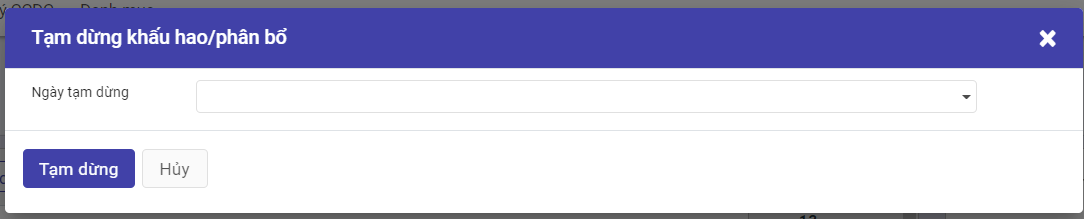 Tạm dừng khấu hao/phân bổ
Ngày tạm dừng
Tạm dừng
Hủy